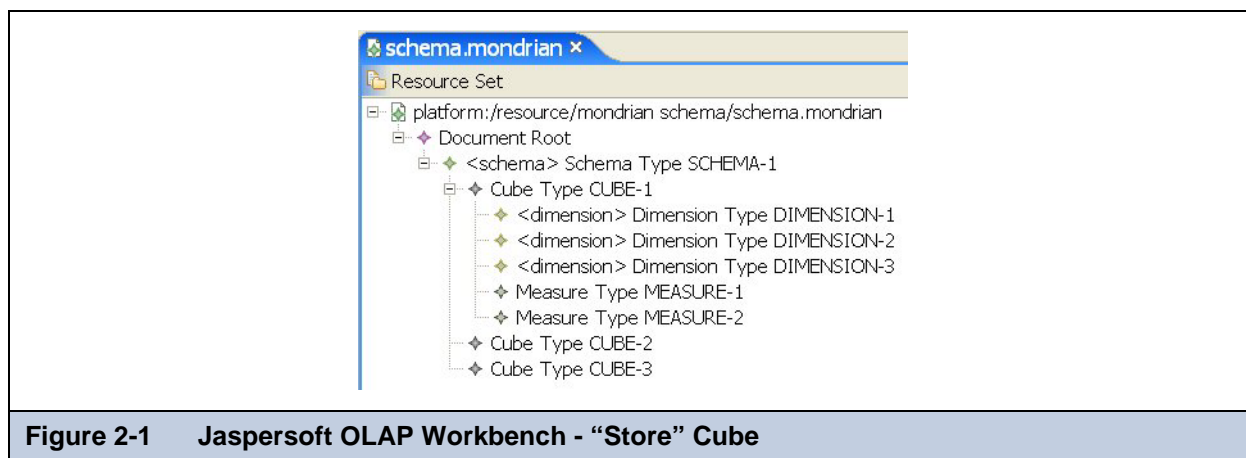 schema.mondrian ×
Resource Set
platform:/resource/mondrian schema/schema.mondrian
Document Root
<schema> Schema Type SCHEMA-1
Cube Type CUBE-1
<dimension> Dimension Type DIMENSION-1
<dimension> Dimension Type DIMENSION-2
<dimension> Dimension Type DIMENSION-3
Measure Type MEASURE-1
Measure Type MEASURE-2
Cube Type CUBE-2
Cube Type CUBE-3
Figure 2-1 Jaspersoft OLAP Workbench - “Store” Cube